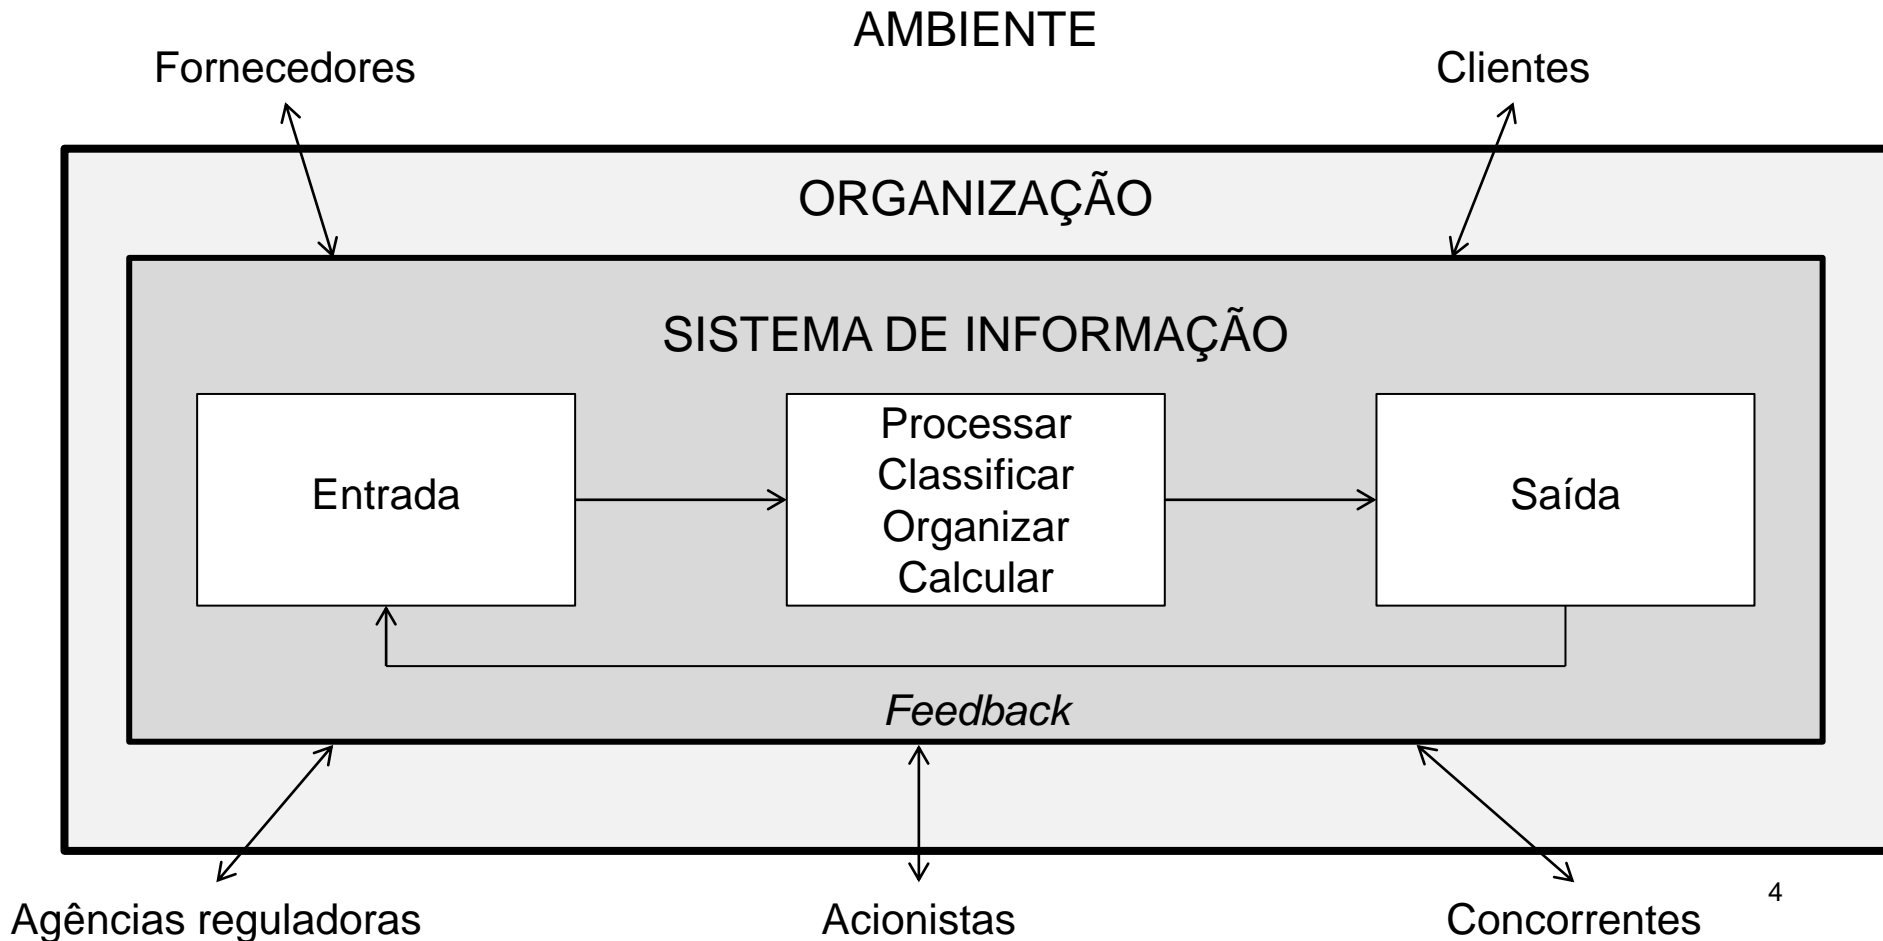 AMBIENTE
Fornecedores
Clientes
ORGANIZAÇÃO
SISTEMA DE INFORMAÇÃO
Entrada
Processar
Classificar
Organizar
Calcular
Saída
Feedback
Agências reguladoras
Acionistas
Concorrentes
4